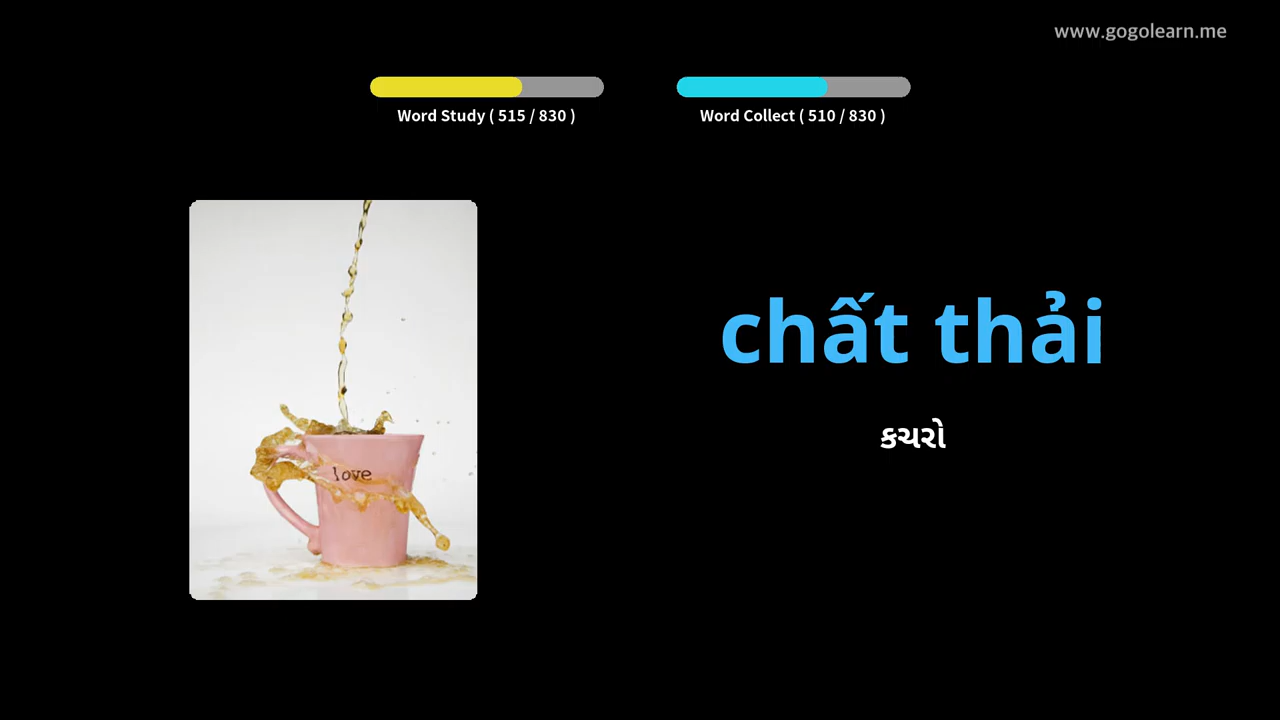 www.gogolearn.me
Word Study ( 515 / 830 )
Word Collect ( 510 / 830 )
love
chất thải
કચરો